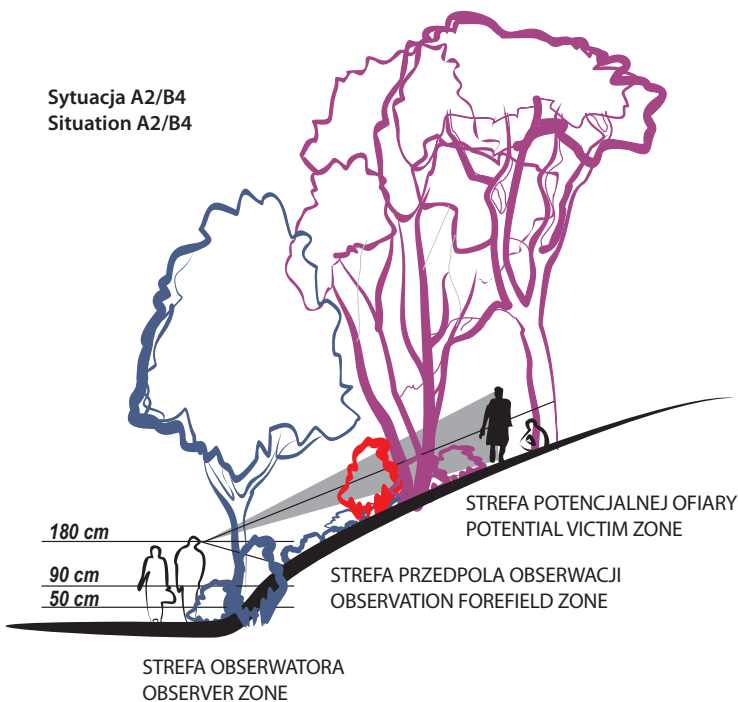 Sytuacja A2/B4
Situation A2/B4
STREFA POTENCJALNEJ OFIARY
POTENTIAL VICTIM ZONE
180 cm
STREFA PRZEDPOLA OBSERWACJI
OBSERVATION FOREFIELD ZONE
90 cm
50 cm
STREFA OBSERWATORA
OBSERVER ZONE